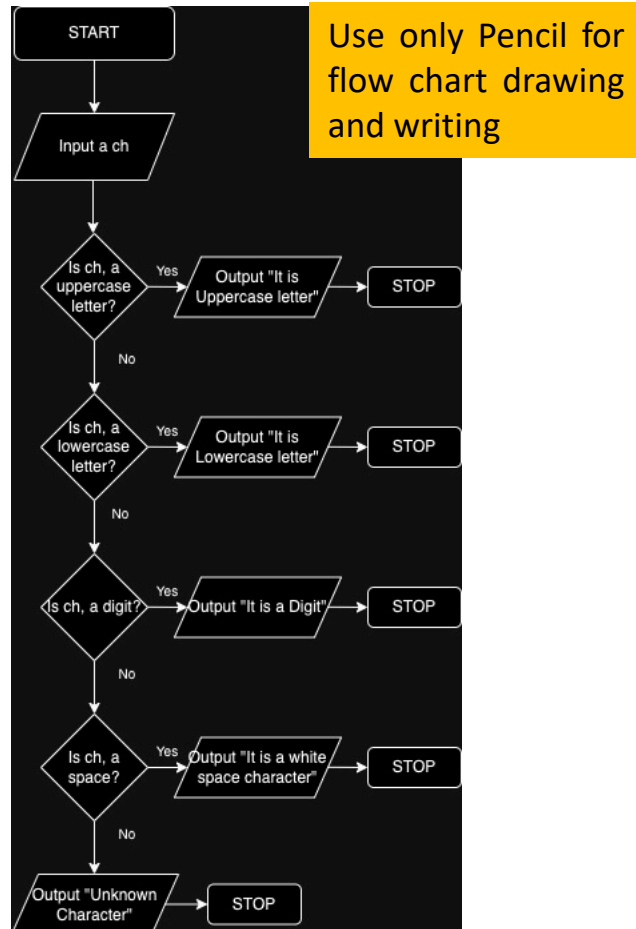 START
Use only Pencil for
flow chart drawing
and writing
Input a ch
Is ch, a
uppercase
letter?
Yes
Output "It is
Uppercase letter"
STOP
No
Is ch, a
lowercase
letter?
Yes
Output "It is
Lowercase letter"
STOP
No
Is ch, a digit?
Yes
Output "It is a Digit"
STOP
No
Is ch, a
space?
Yes
Output "It is a white
space character"
STOP
No
Output "Unknown
Character"
STOP